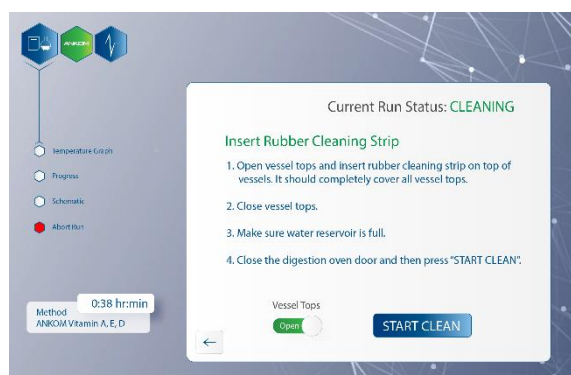 ANKOM
Current Run Status: CLEANING
Insert Rubber Cleaning Strip
1. Open vessel tops and insert rubber cleaning strip on top of
vessels. It should completely cover all vessel tops.
2. Close vessel tops.
3. Make sure water reservoir is full.
4. Close the digestion oven door and then press "START CLEAN".
Temperature Graph
Progress
Schematic
Abort Run
0:38 hr:min
Method
ANKOM Vitamin A, E, D
Vessel Tops
Open
START CLEAN